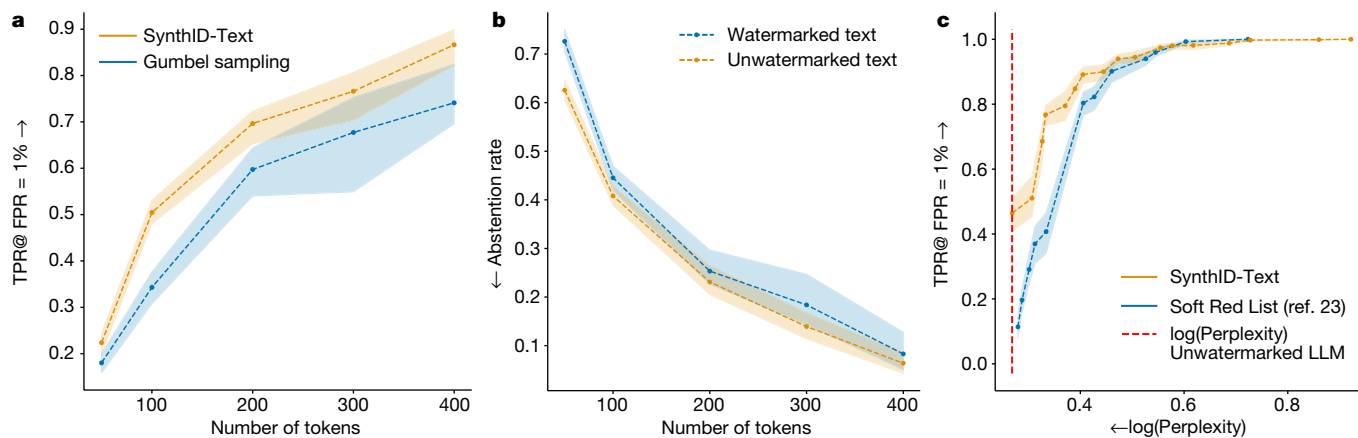 a
TPR@ FPR = 1% →
0.9
0.8
0.7
0.6
0.5
0.4
0.3
0.2
100
200
300
400
Number of tokens
SynthID-Text
Gumbel sampling
b
← Abstention rate
0.7
0.6
0.5
0.4
0.3
0.2
0.1
100
200
300
400
Number of tokens
Watermarked text
Unwatermarked text
c
TPR@ FPR = 1% →
1.0
0.8
0.6
0.4
0.2
0.0
0.4
0.6
0.8
←log(Perplexity)
SynthID-Text
Soft Red List (ref. 23)
log(Perplexity)
Unwatermarked LLM